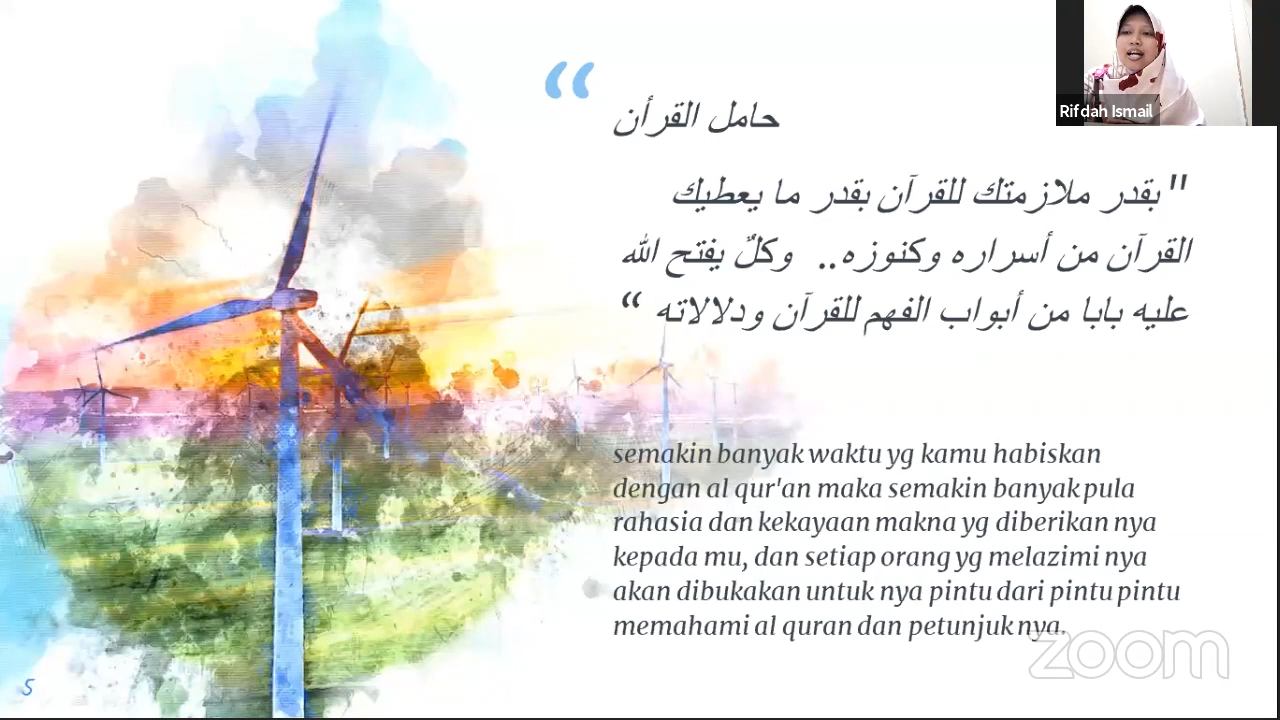 Rifdah Ismail
“
حامل القرأن
"بقدر ملازمتك للقرآن بقدر ما يعطيك
القرآن من أسراره وكنوزه.. وكلٌ يفتح الله
عليه بابا من أبواب الفهم للقرآن ودلالاته “
semakin banyak waktu yg kamu habiskan
dengan al qur'an maka semakin banyak pula
rahasia dan kekayaan makna yg diberikan nya
kepada mu, dan setiap orang yg melazimi nya
akan dibukakan untuk nya pintu dari pintu pintu
memahami al quran dan petunjuk nya.
zoom
5